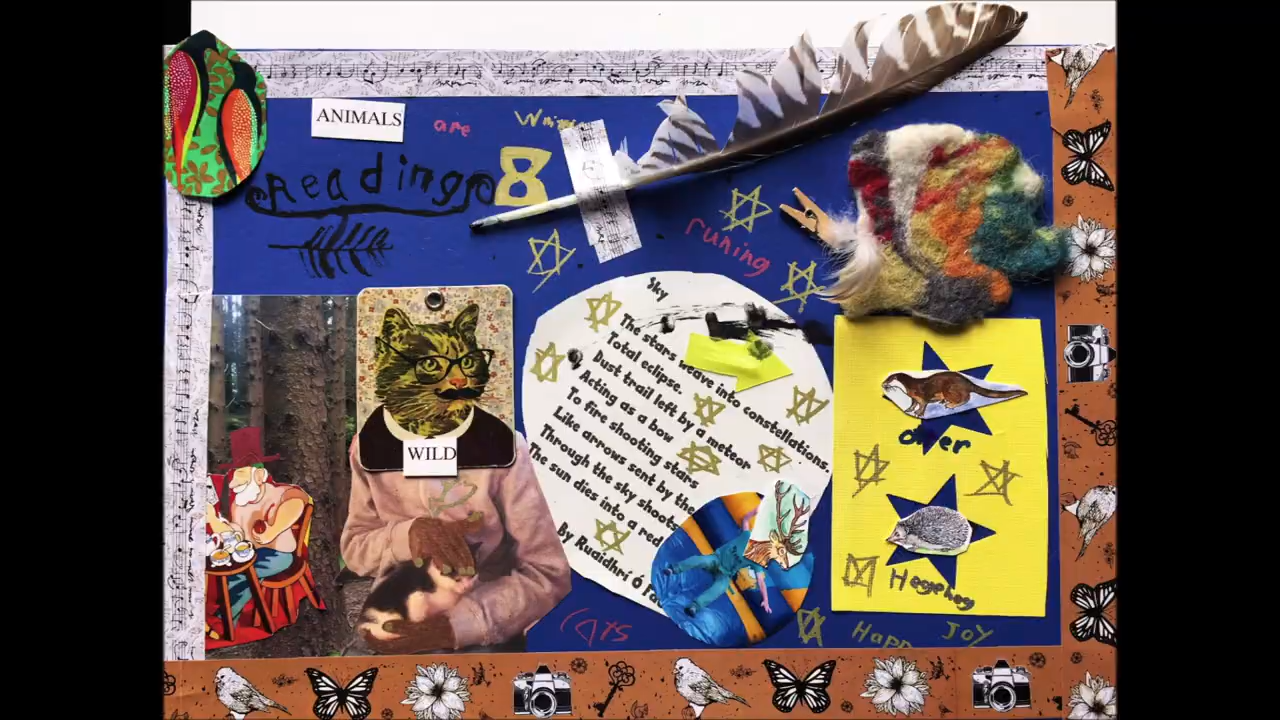 ANIMALS
are
Reading
8
runing
WILD
Sky
The stars weave into constellations.
Total eclipse.
Dust trail left by a meteor
Acting as a bow
To fire shooting stars
Like arrows sent by the
Through the sky shoots
The sun dies into a red
By Ruaidhrí Ó
otter
Hegehog
Cats
Happ
Joy